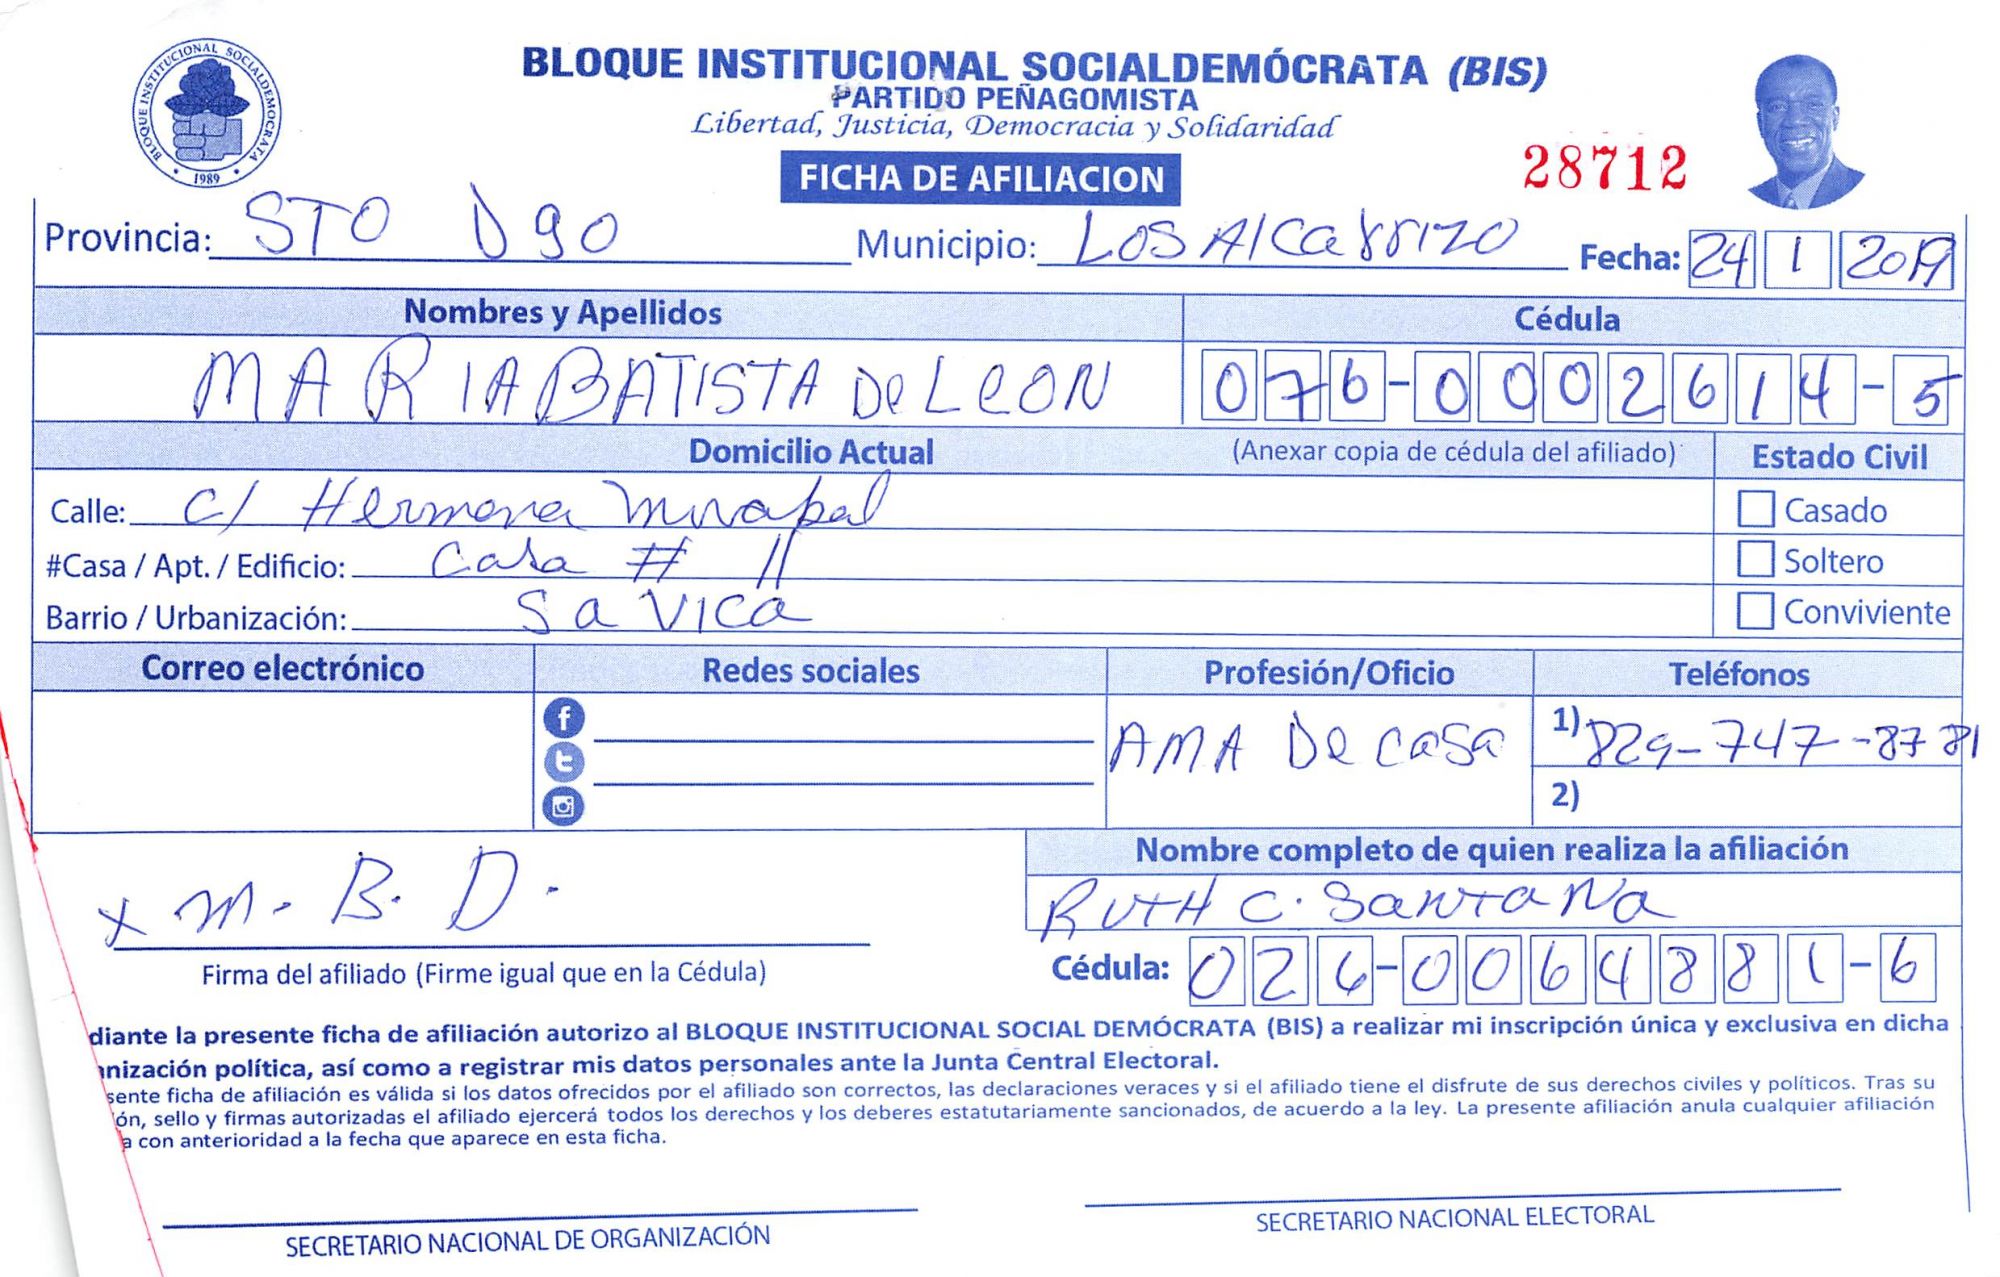 BLOQUE INSTITUCIONAL SOCIALDEMOCRATA
1989
BLOQUE INSTITUCIONAL SOCIALDEMÓCRATA (BIS)
PARTIDO PEÑAGOMISTA
Libertad, Justicia, Democracia y Solidaridad
FICHA DE AFILIACION
28712
Provincia: STO Dgo Municipio: LOS Alcarrizo Fecha: 24 1 2019
Nombres y Apellidos Cédula
MARIA BATISTA De LeON 076-0002614-5
Domicilio Actual (Anexar copia de cédula del afiliado) Estado Civil
Calle: C/ Hermana Mirabal Casado
#Casa / Apt. / Edificio: Casa # 11 Soltero
Barrio / Urbanización: Savica Conviviente
Correo electrónico Redes sociales Profesión/Oficio Teléfonos
AMA De casa 1) 829-747-8781
2)
Nombre completo de quien realiza la afiliación
x M. B. D. RUTH C. Santana
Firma del afiliado (Firme igual que en la Cédula) Cédula: 026-0064881-6
diante la presente ficha de afiliación autorizo al BLOQUE INSTITUCIONAL SOCIAL DEMÓCRATA (BIS) a realizar mi inscripción única y exclusiva en dicha
nización política, así como a registrar mis datos personales ante la Junta Central Electoral.
sente ficha de afiliación es válida si los datos ofrecidos por el afiliado son correctos, las declaraciones veraces y si el afiliado tiene el disfrute de sus derechos civiles y políticos. Tras su
ón, sello y firmas autorizadas el afiliado ejercerá todos los derechos y los deberes estatutariamente sancionados, de acuerdo a la ley. La presente afiliación anula cualquier afiliación
a con anterioridad a la fecha que aparece en esta ficha.
SECRETARIO NACIONAL DE ORGANIZACIÓN SECRETARIO NACIONAL ELECTORAL